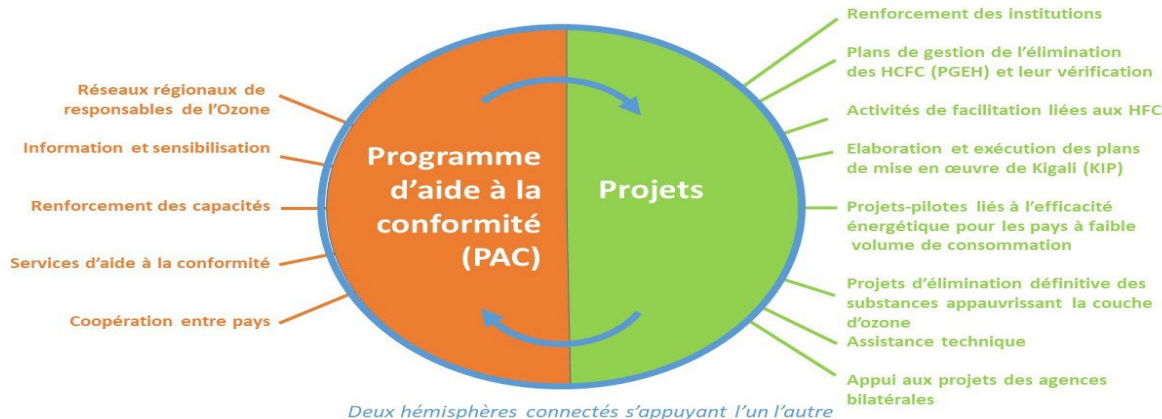 Réseaux régionaux de
responsables de l'Ozone
Information et sensibilisation
Renforcement des capacités
Services d'aide à la conformité
Coopération entre pays
Programme
d'aide à la
conformité
(PAC)
Projets
Renforcement des institutions
Plans de gestion de l'élimination
des HCFC (PGEH) et leur vérification
Activités de facilitation liées aux HFC
Elaboration et exécution des plans
de mise en œuvre de Kigali (KIP)
Projets-pilotes liés à l'efficacité
énergétique pour les pays à faible
volume de consommation
Projets d'élimination définitive des
substances appauvrissant la couche
d'ozone
Assistance technique
Appui aux projets des agences
bilatérales
Deux hémisphères connectés s'appuyant l'un l'autre